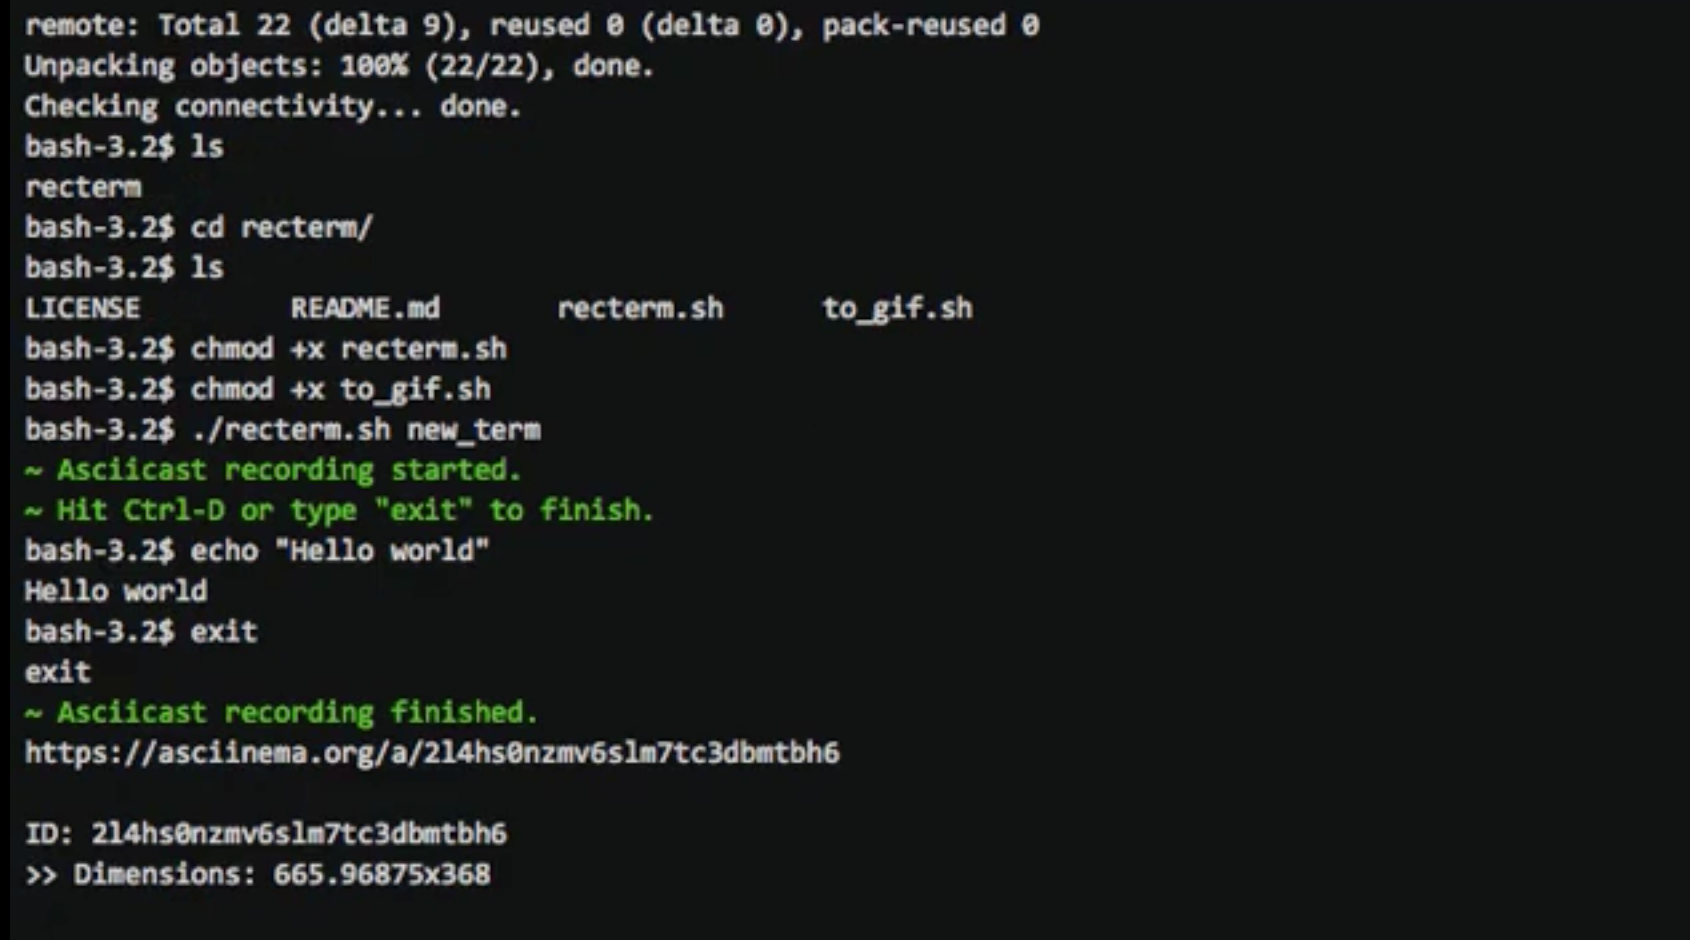 remote: Total 22 (delta 9), reused 0 (delta 0), pack-reused 0
Unpacking objects: 100% (22/22), done.
Checking connectivity... done.
bash-3.2$ ls
recterm
bash-3.2$ cd recterm/
bash-3.2$ ls
LICENSE         README.md       recterm.sh      to_gif.sh
bash-3.2$ chmod +x recterm.sh
bash-3.2$ chmod +x to_gif.sh
bash-3.2$ ./recterm.sh new_term
~ Asciicast recording started.
~ Hit Ctrl-D or type "exit" to finish.
bash-3.2$ echo "Hello world"
Hello world
bash-3.2$ exit
exit
~ Asciicast recording finished.
https://asciinema.org/a/2l4hs0nzmv6slm7tc3dbmtbh6

ID: 2l4hs0nzmv6slm7tc3dbmtbh6
>> Dimensions: 665.96875x368